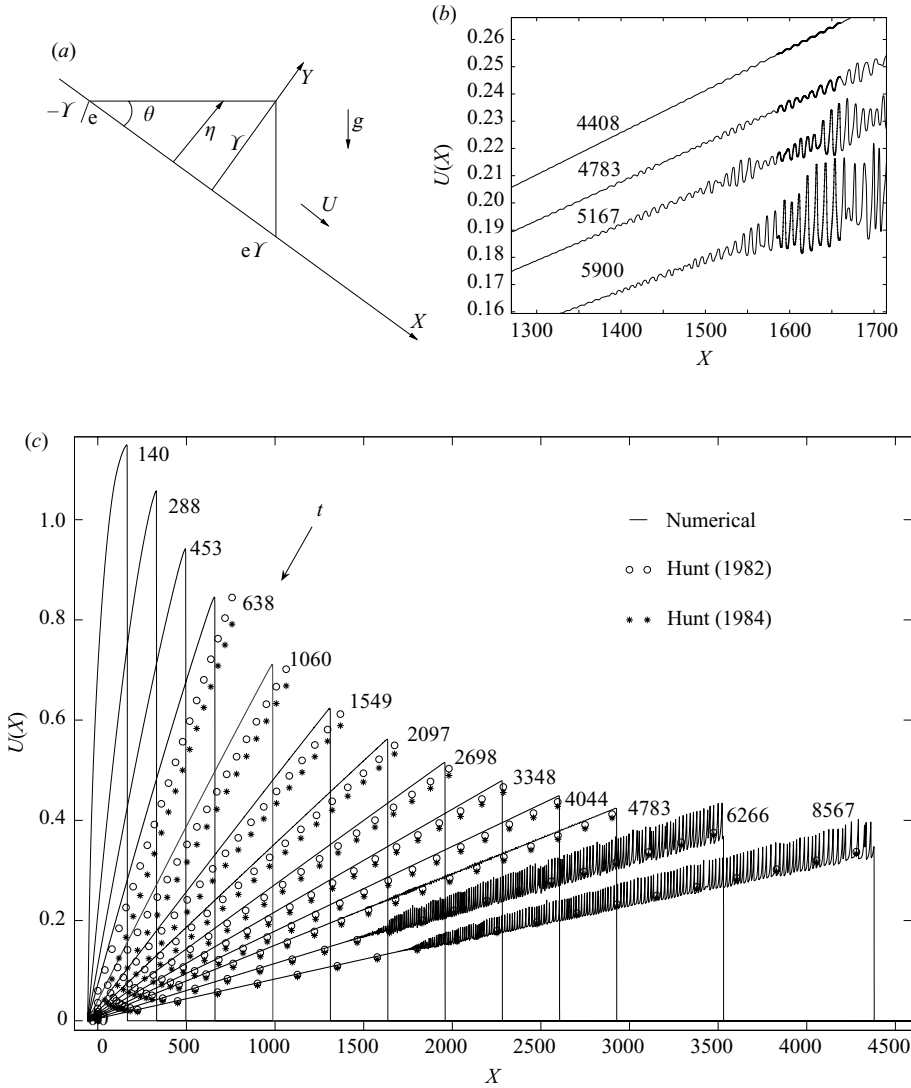 (a)
Y
–ϒ/e
θ
η
ϒ
g
U
eϒ
X
(b)
0.26
0.25
0.24
0.23
0.22
0.21
0.20
0.19
0.18
0.17
0.16
U(X)
4408
4783
5167
5900
1300 1400 1500 1600 1700
X
(c)
1.0
0.8
0.6
0.4
0.2
0
U(X)
140
288
453
638
1060
1549
2097
2698
3348
4044
4783
6266
8567
t
Numerical
Hunt (1982)
Hunt (1984)
0 500 1000 1500 2000 2500 3000 3500 4000 4500
X